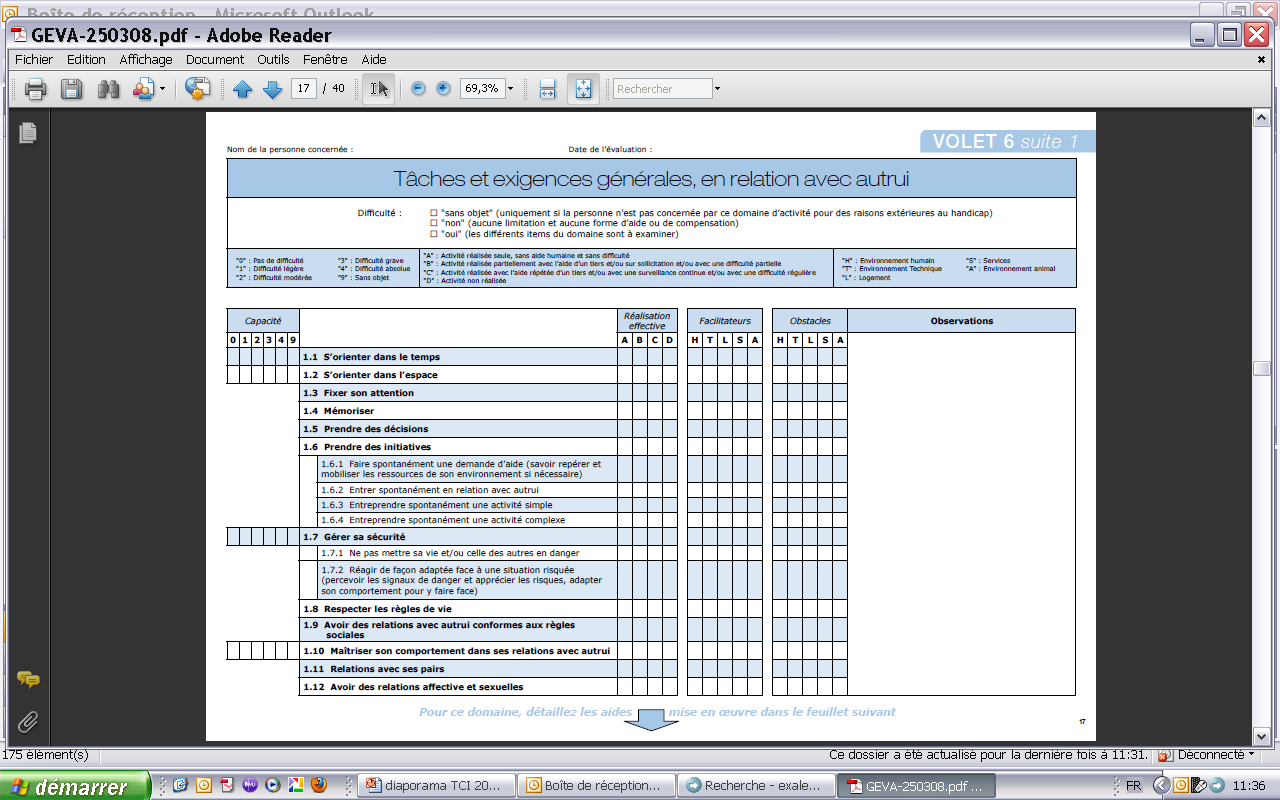 Boîte de réception - Microsoft Outlook
GEVA-250308.pdf - Adobe Reader
Fichier Edition Affichage Document Outils Fenêtre Aide
17 / 40 69,3% Rechercher
VOLET 6 suite 1
Nom de la personne concernée : Date de l'évaluation :
Tâches et exigences générales, en relation avec autrui
Difficulté : "sans objet" (uniquement si la personne n'est pas concernée par ce domaine d'activité pour des raisons extérieures au handicap)
"non" (aucune limitation et aucune forme d'aide ou de compensation)
"oui" (les différents items du domaine sont à examiner)
"0" : Pas de difficulté "3" : Difficulté grave
"1" : Difficulté légère "4" : Difficulté absolue
"2" : Difficulté modérée "9" : Sans objet
"A" : Activité réalisée seule, sans aide humaine et sans difficulté
"B" : Activité réalisée partiellement avec l'aide d'un tiers et/ou sur sollicitation et/ou avec une difficulté partielle
"C" : Activité réalisée avec l'aide répétée d'un tiers et/ou avec une surveillance continue et/ou avec une difficulté régulière
"D" : Activité non réalisée
"H" : Environnement humain "S" : Services
"T" : Environnement Technique "A" : Environnement animal
"L" : Logement
Capacité Réalisation effective Facilitateurs Obstacles Observations
0 1 2 3 4 9 A B C D H T L S A H T L S A
1.1 S'orienter dans le temps
1.2 S'orienter dans l'espace
1.3 Fixer son attention
1.4 Mémoriser
1.5 Prendre des décisions
1.6 Prendre des initiatives
1.6.1 Faire spontanément une demande d'aide (savoir repérer et
mobiliser les ressources de son environnement si nécessaire)
1.6.2 Entrer spontanément en relation avec autrui
1.6.3 Entreprendre spontanément une activité simple
1.6.4 Entreprendre spontanément une activité complexe
1.7 Gérer sa sécurité
1.7.1 Ne pas mettre sa vie et/ou celle des autres en danger
1.7.2 Réagir de façon adaptée face à une situation risquée
(percevoir les signaux de danger et apprécier les risques, adapter
son comportement pour y faire face)
1.8 Respecter les règles de vie
1.9 Avoir des relations avec autrui conformes aux règles
sociales
1.10 Maîtriser son comportement dans ses relations avec autrui
1.11 Relations avec ses pairs
1.12 Avoir des relations affective et sexuelles
Pour ce domaine, détaillez les aides mise en œuvre dans le feuillet suivant
17
175 élément(s) Ce dossier a été actualisé pour la dernière fois à 11:31. Déconnecté
démarrer diaporama TCI 20... Boîte de réception... Recherche - exale... GEVA-250308.pdf ... FR 11:36